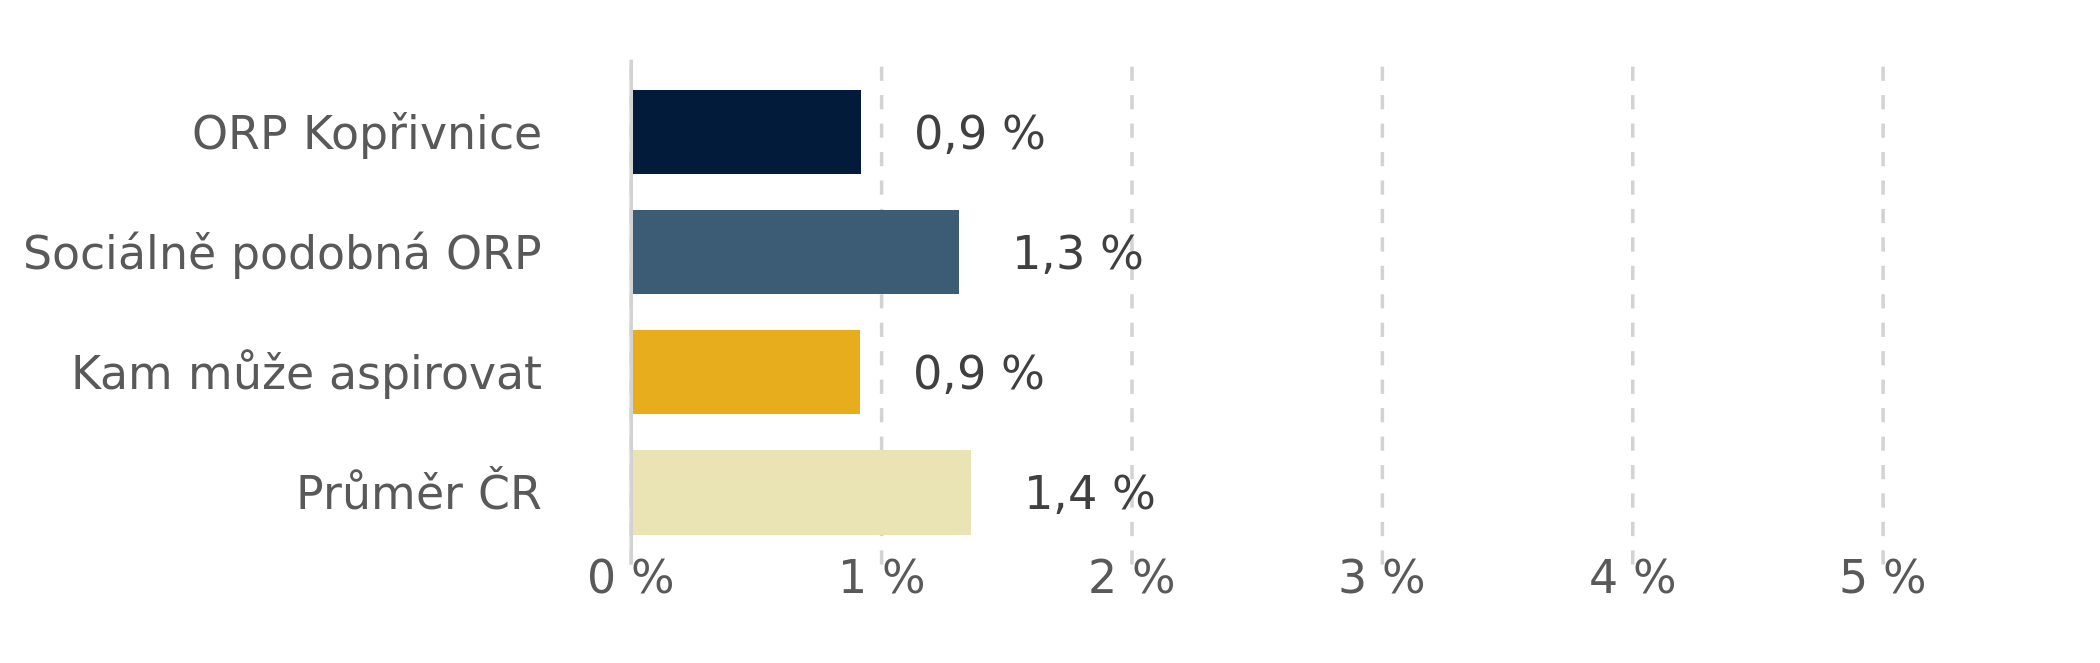 ORP Kopřivnice 0,9 %
Sociálně podobná ORP 1,3 %
Kam může aspirovat 0,9 %
Průměr ČR 1,4 %
0 % 1 % 2 % 3 % 4 % 5 %